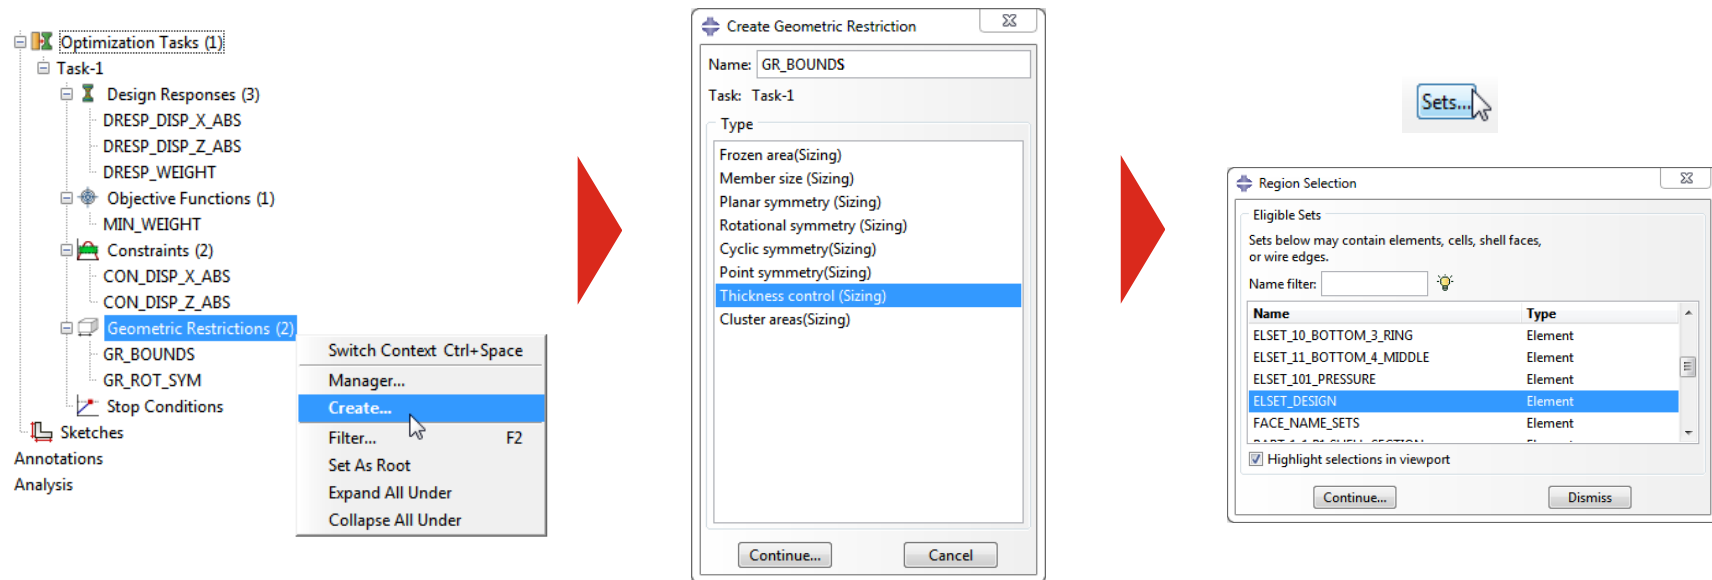 Optimization Tasks (1)
Task-1
Design Responses (3)
DRESP_DISP_X_ABS
DRESP_DISP_Z_ABS
DRESP_WEIGHT
Objective Functions (1)
MIN_WEIGHT
Constraints (2)
CON_DISP_X_ABS
CON_DISP_Z_ABS
Geometric Restrictions (2)
GR_BOUNDS
GR_ROT_SYM
Stop Conditions
Sketches
Annotations
Analysis
Switch Context Ctrl+Space
Manager...
Create...
Filter... F2
Set As Root
Expand All Under
Collapse All Under
Create Geometric Restriction
Name: GR_BOUNDS
Task: Task-1
Type
Frozen area(Sizing)
Member size (Sizing)
Planar symmetry (Sizing)
Rotational symmetry (Sizing)
Cyclic symmetry(Sizing)
Point symmetry(Sizing)
Thickness control (Sizing)
Cluster areas(Sizing)
Continue... Cancel
Sets...
Region Selection
Eligible Sets
Sets below may contain elements, cells, shell faces,
or wire edges.
Name filter:
Name Type
ELSET_10_BOTTOM_3_RING Element
ELSET_11_BOTTOM_4_MIDDLE Element
ELSET_101_PRESSURE Element
ELSET_DESIGN Element
FACE_NAME_SETS Element
Highlight selections in viewport
Continue... Dismiss